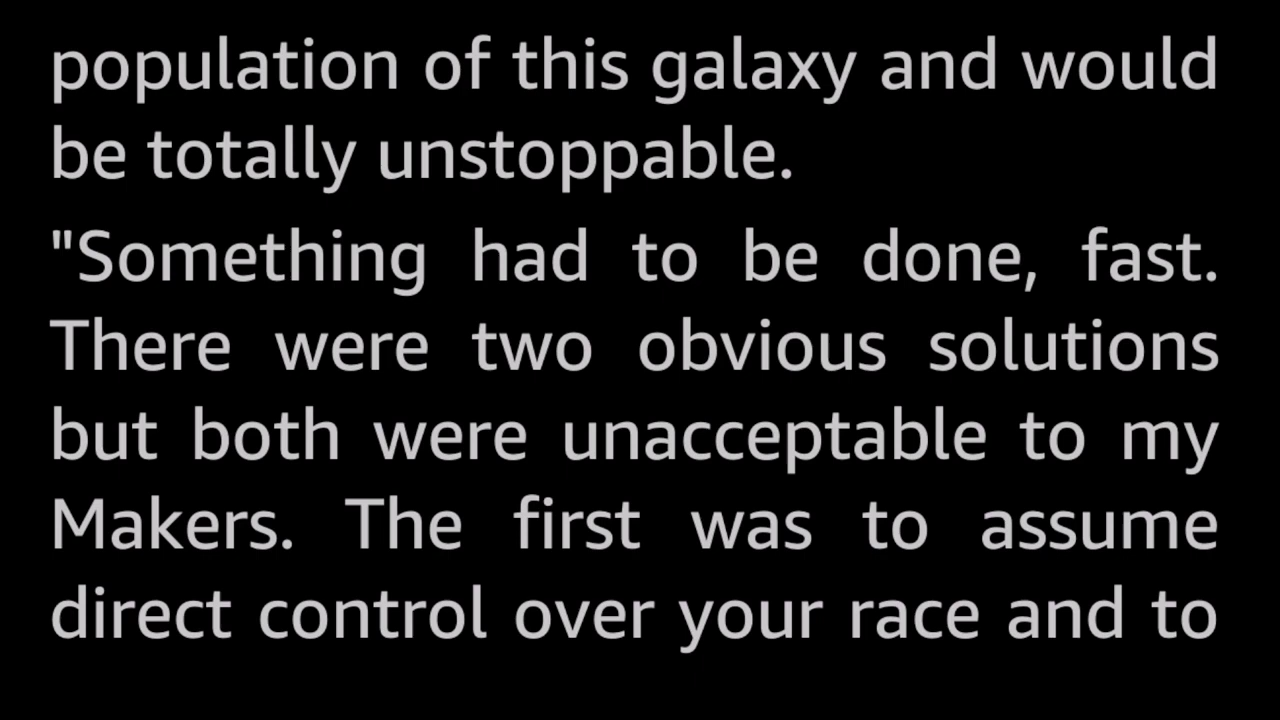 population of this galaxy and would
be totally unstoppable.
"Something had to be done, fast.
There were two obvious solutions
but both were unacceptable to my
Makers. The first was to assume
direct control over your race and to